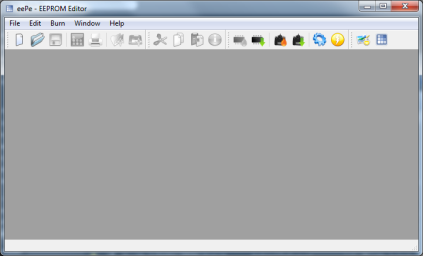 eePe - EEPROM Editor
File Edit Burn Window Help